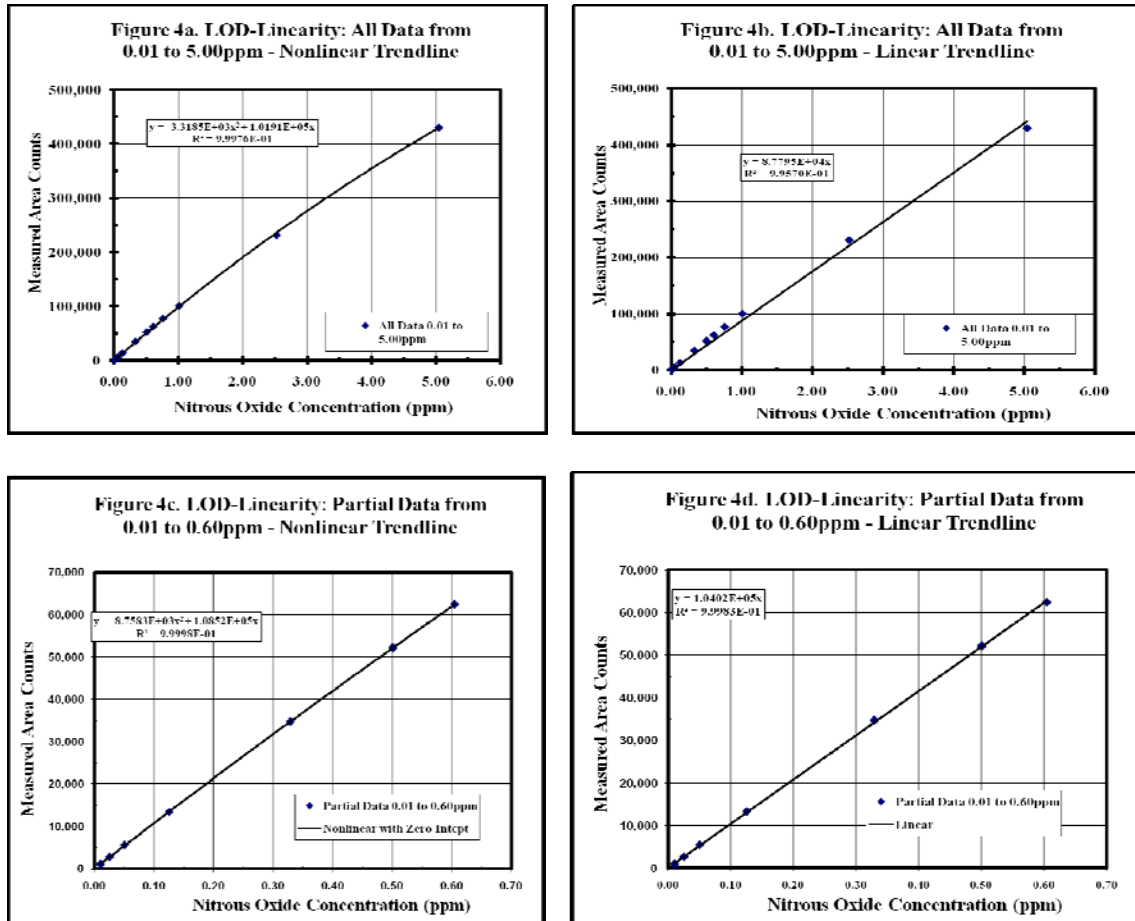 Figure 4a. LOD-Linearity: All Data from
0.01 to 5.00ppm - Nonlinear Trendline
Measured Area Counts
500,000
400,000
300,000
200,000
100,000
0
y = 3.3185E+03x² + 1.0191E+05x
R² = 9.9976E-01
All Data 0.01 to
5.00ppm
0.00 1.00 2.00 3.00 4.00 5.00 6.00
Nitrous Oxide Concentration (ppm)
Figure 4b. LOD-Linearity: All Data from
0.01 to 5.00ppm - Linear Trendline
Measured Area Counts
500,000
400,000
300,000
200,000
100,000
0
y = 8.7795E+04x
R² = 9.9570E-01
All Data 0.01 to
5.00ppm
0.00 1.00 2.00 3.00 4.00 5.00 6.00
Nitrous Oxide Concentration (ppm)
Figure 4c. LOD-Linearity: Partial Data from
0.01 to 0.60ppm - Nonlinear Trendline
Measured Area Counts
70,000
60,000
50,000
40,000
30,000
20,000
10,000
0
y = 8.7583E+03x² + 1.0852E+05x
R² = 9.9998E-01
Partial Data 0.01 to 0.60ppm
Nonlinear with Zero Intcpt
0.00 0.10 0.20 0.30 0.40 0.50 0.60 0.70
Nitrous Oxide Concentration (ppm)
Figure 4d. LOD-Linearity: Partial Data from
0.01 to 0.60ppm - Linear Trendline
Measured Area Counts
70,000
60,000
50,000
40,000
30,000
20,000
10,000
0
y = 1.0402E+05x
R² = 9.9983E-01
Partial Data 0.01 to 0.60ppm
Linear
0.00 0.10 0.20 0.30 0.40 0.50 0.60 0.70
Nitrous Oxide Concentration (ppm)